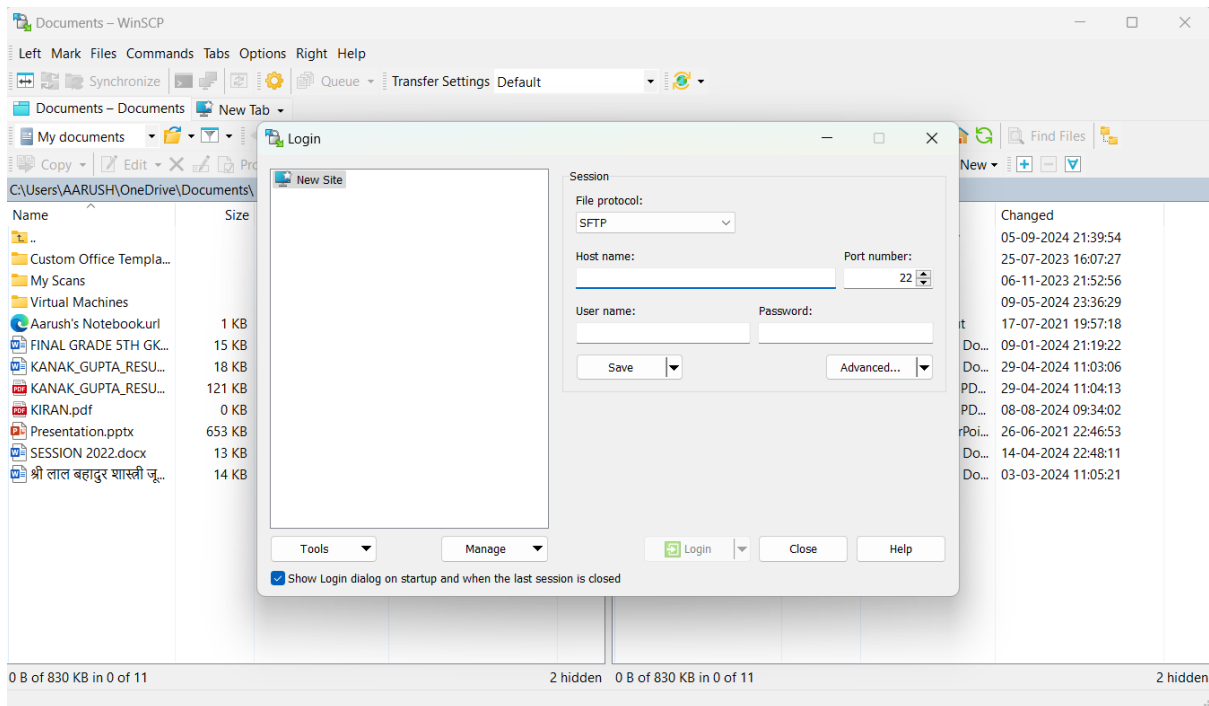 Documents – WinSCP
Left Mark Files Commands Tabs Options Right Help
Synchronize Queue Transfer Settings Default
Documents – Documents New Tab
My documents Find Files
Copy Edit New
C:\Users\AARUSH\OneDrive\Documents\
Name Size Changed
.. 05-09-2024 21:39:54
Custom Office Templa... 25-07-2023 16:07:27
My Scans 06-11-2023 21:52:56
Virtual Machines 09-05-2024 23:36:29
Aarush's Notebook.url 1 KB 17-07-2021 19:57:18
FINAL GRADE 5TH GK... 15 KB Do... 09-01-2024 21:19:22
KANAK_GUPTA_RESU... 18 KB Do... 29-04-2024 11:03:06
KANAK_GUPTA_RESU... 121 KB PD... 29-04-2024 11:04:13
KIRAN.pdf 0 KB PD... 08-08-2024 09:34:02
Presentation.pptx 653 KB rPoi... 26-06-2021 22:46:53
SESSION 2022.docx 13 KB Do... 14-04-2024 22:48:11
श्री लाल बहादुर शास्त्री जू... 14 KB Do... 03-03-2024 11:05:21
Login
New Site
Session
File protocol:
SFTP
Host name: Port number:
22
User name: Password:
Save Advanced...
Tools Manage Login Close Help
Show Login dialog on startup and when the last session is closed
0 B of 830 KB in 0 of 11 2 hidden 0 B of 830 KB in 0 of 11 2 hidden